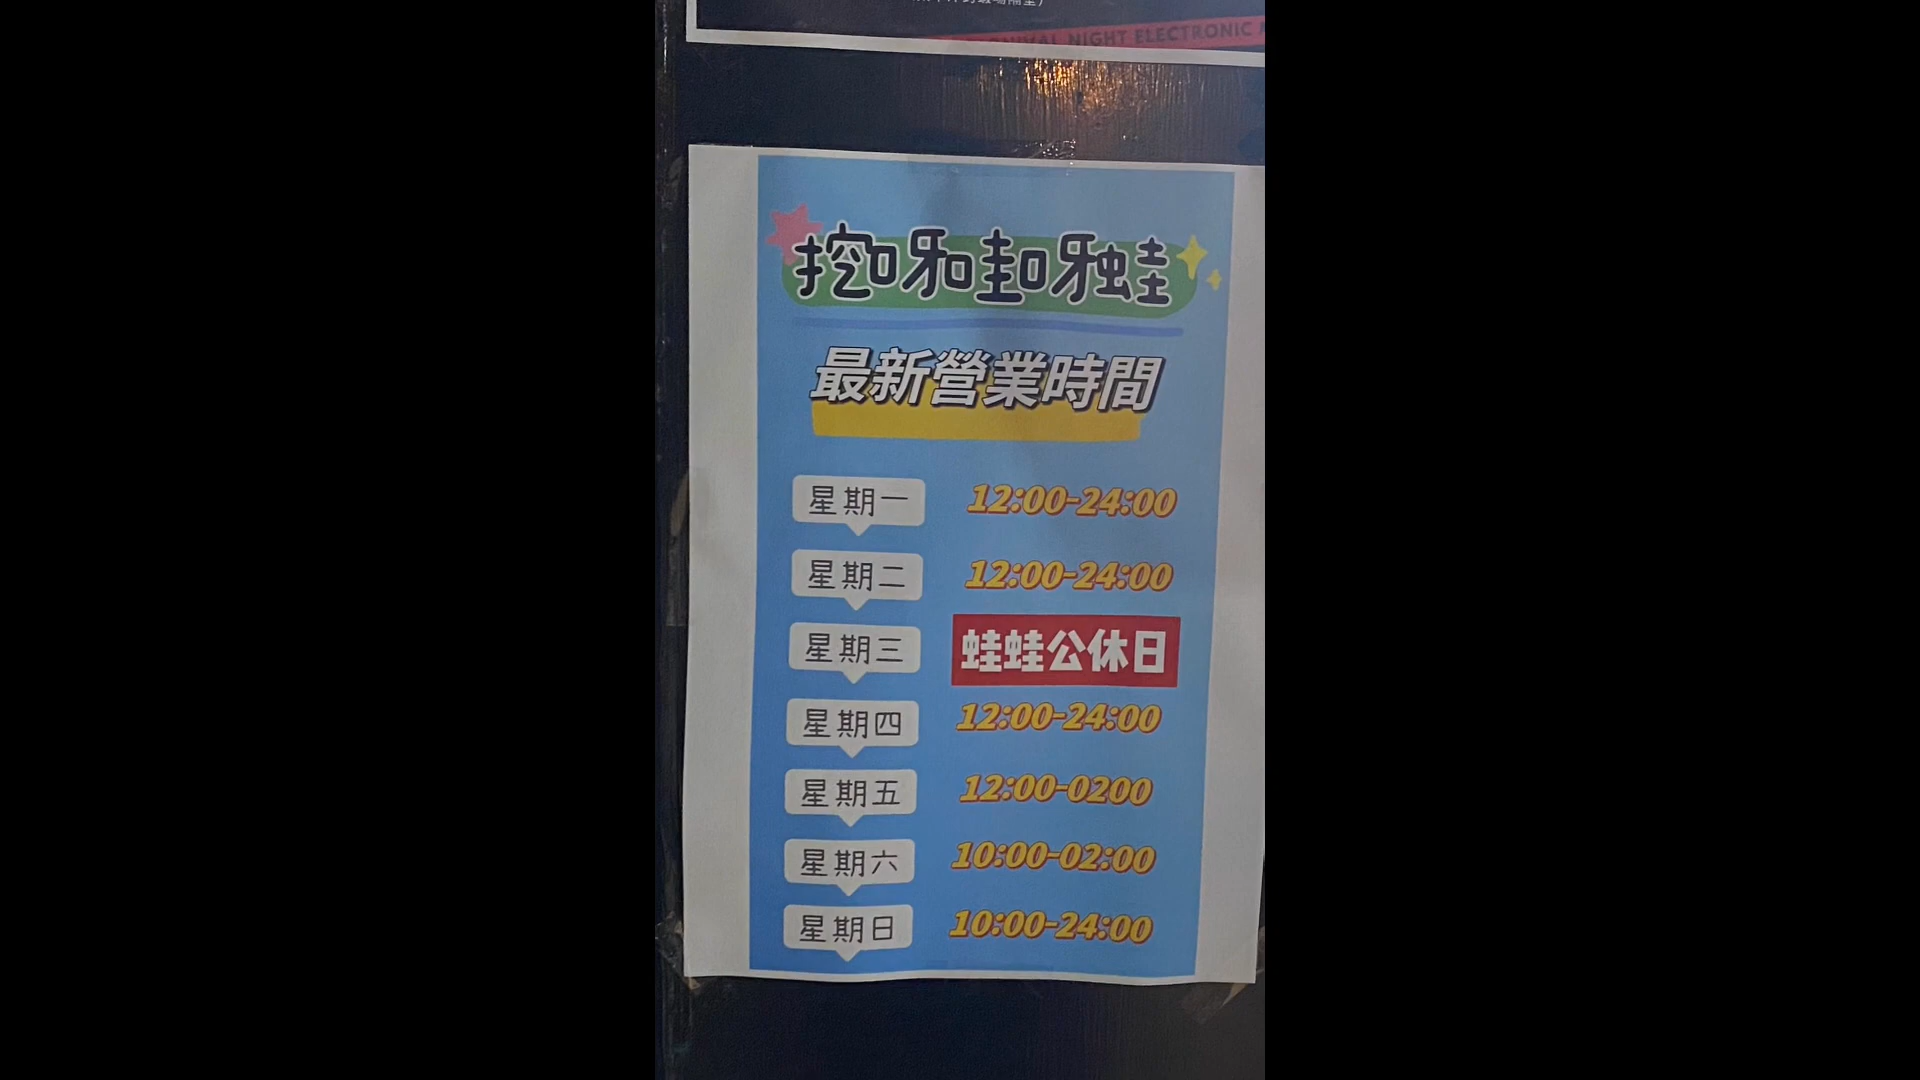 NIGHT ELECTRONIC
挖呀哇呀蛙
最新營業時間
星期一 12:00-24:00
星期二 12:00-24:00
星期三 蛙蛙公休日
星期四 12:00-24:00
星期五 12:00-0200
星期六 10:00-02:00
星期日 10:00-24:00